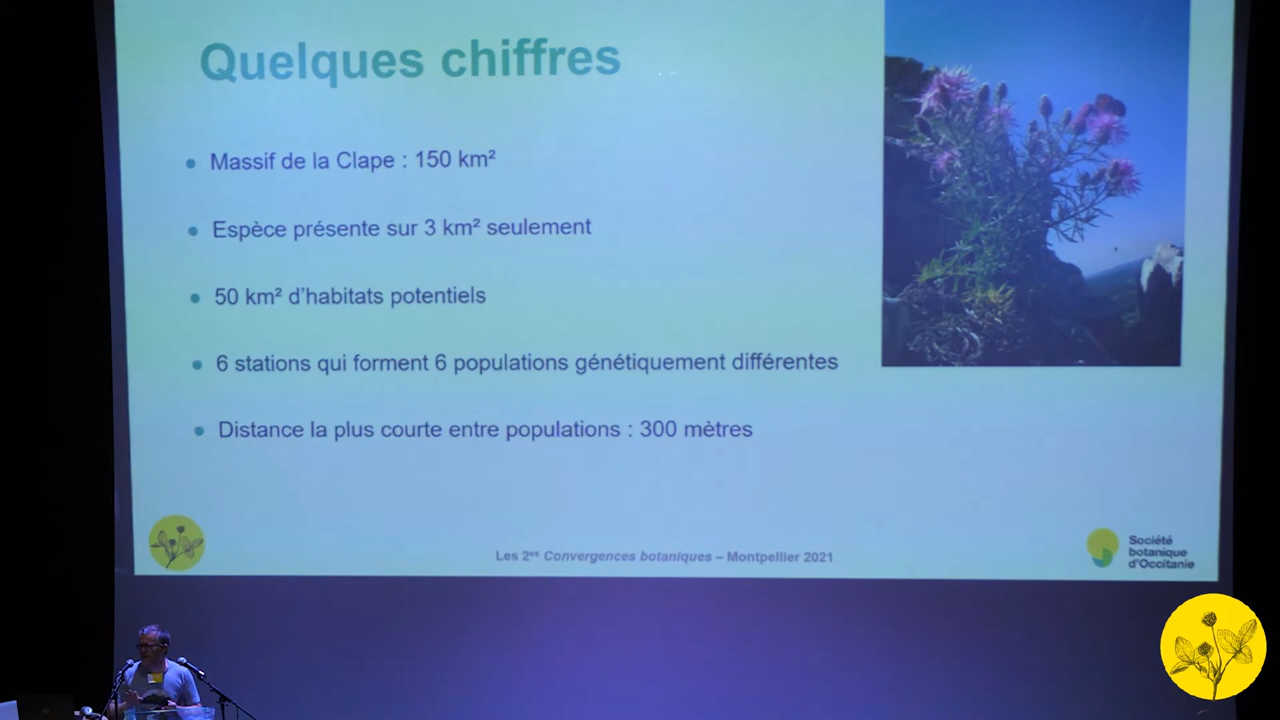 Quelques chiffres
Massif de la Clape : 150 km²
Espèce présente sur 3 km² seulement
50 km² d’habitats potentiels
6 stations qui forment 6 populations génétiquement différentes
Distance la plus courte entre populations : 300 mètres
Les 2es Convergences botaniques – Montpellier 2021
Société
botanique
d’Occitanie